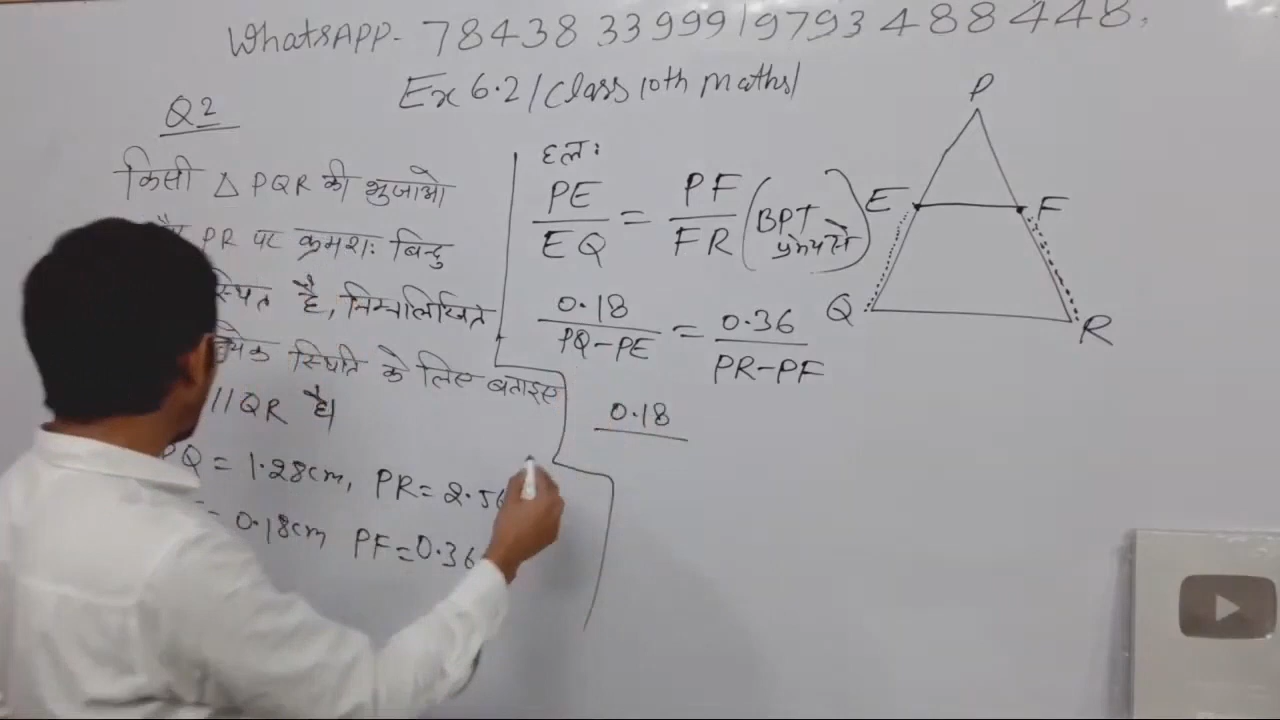 WhatsAPP- 78438 33999/9793 488448,
Ex 6.2/Class 10th maths/
Q2
किसी △ PQR की भुजाओ
PR पर क्रमशः बिन्दु
है, निम्नलिखित
स्थिति के लिए बताइए
// QR है।
PQ = 1.28cm, PR = 2.56
= 0.18cm PF = 0.36
हल:
PE/EQ = PF/FR (BPT प्रमेय से)
0.18/PQ-PE = 0.36/PR-PF
0.18
P
E F
Q R